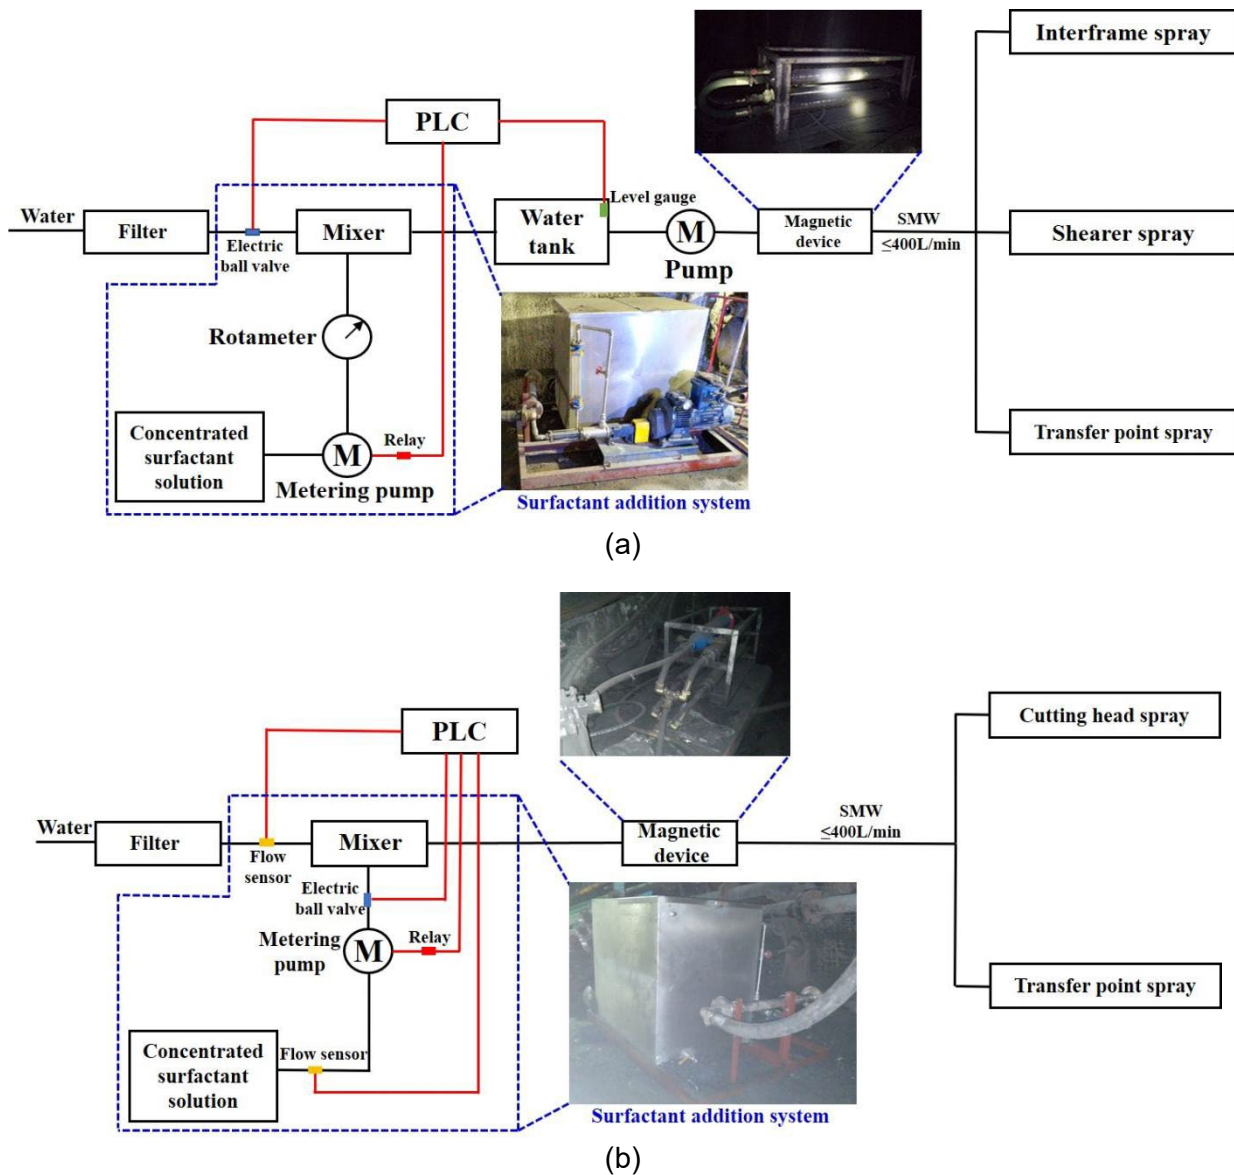 Interframe spray
PLC
Level gauge
Water
Filter
Electric
ball valve
Mixer
Water
tank
M
Pump
Magnetic
device
SMW
≤400L/min
Shearer spray
Rotameter
Concentrated
surfactant
solution
M
Relay
Metering pump
Transfer point spray
Surfactant addition system
(a)
PLC
Cutting head spray
Water
Filter
Flow
sensor
Mixer
Magnetic
device
SMW
≤400L/min
Electric
ball valve
Metering
pump
M
Relay
Transfer point spray
Concentrated
surfactant
solution
Flow sensor
Surfactant addition system
(b)